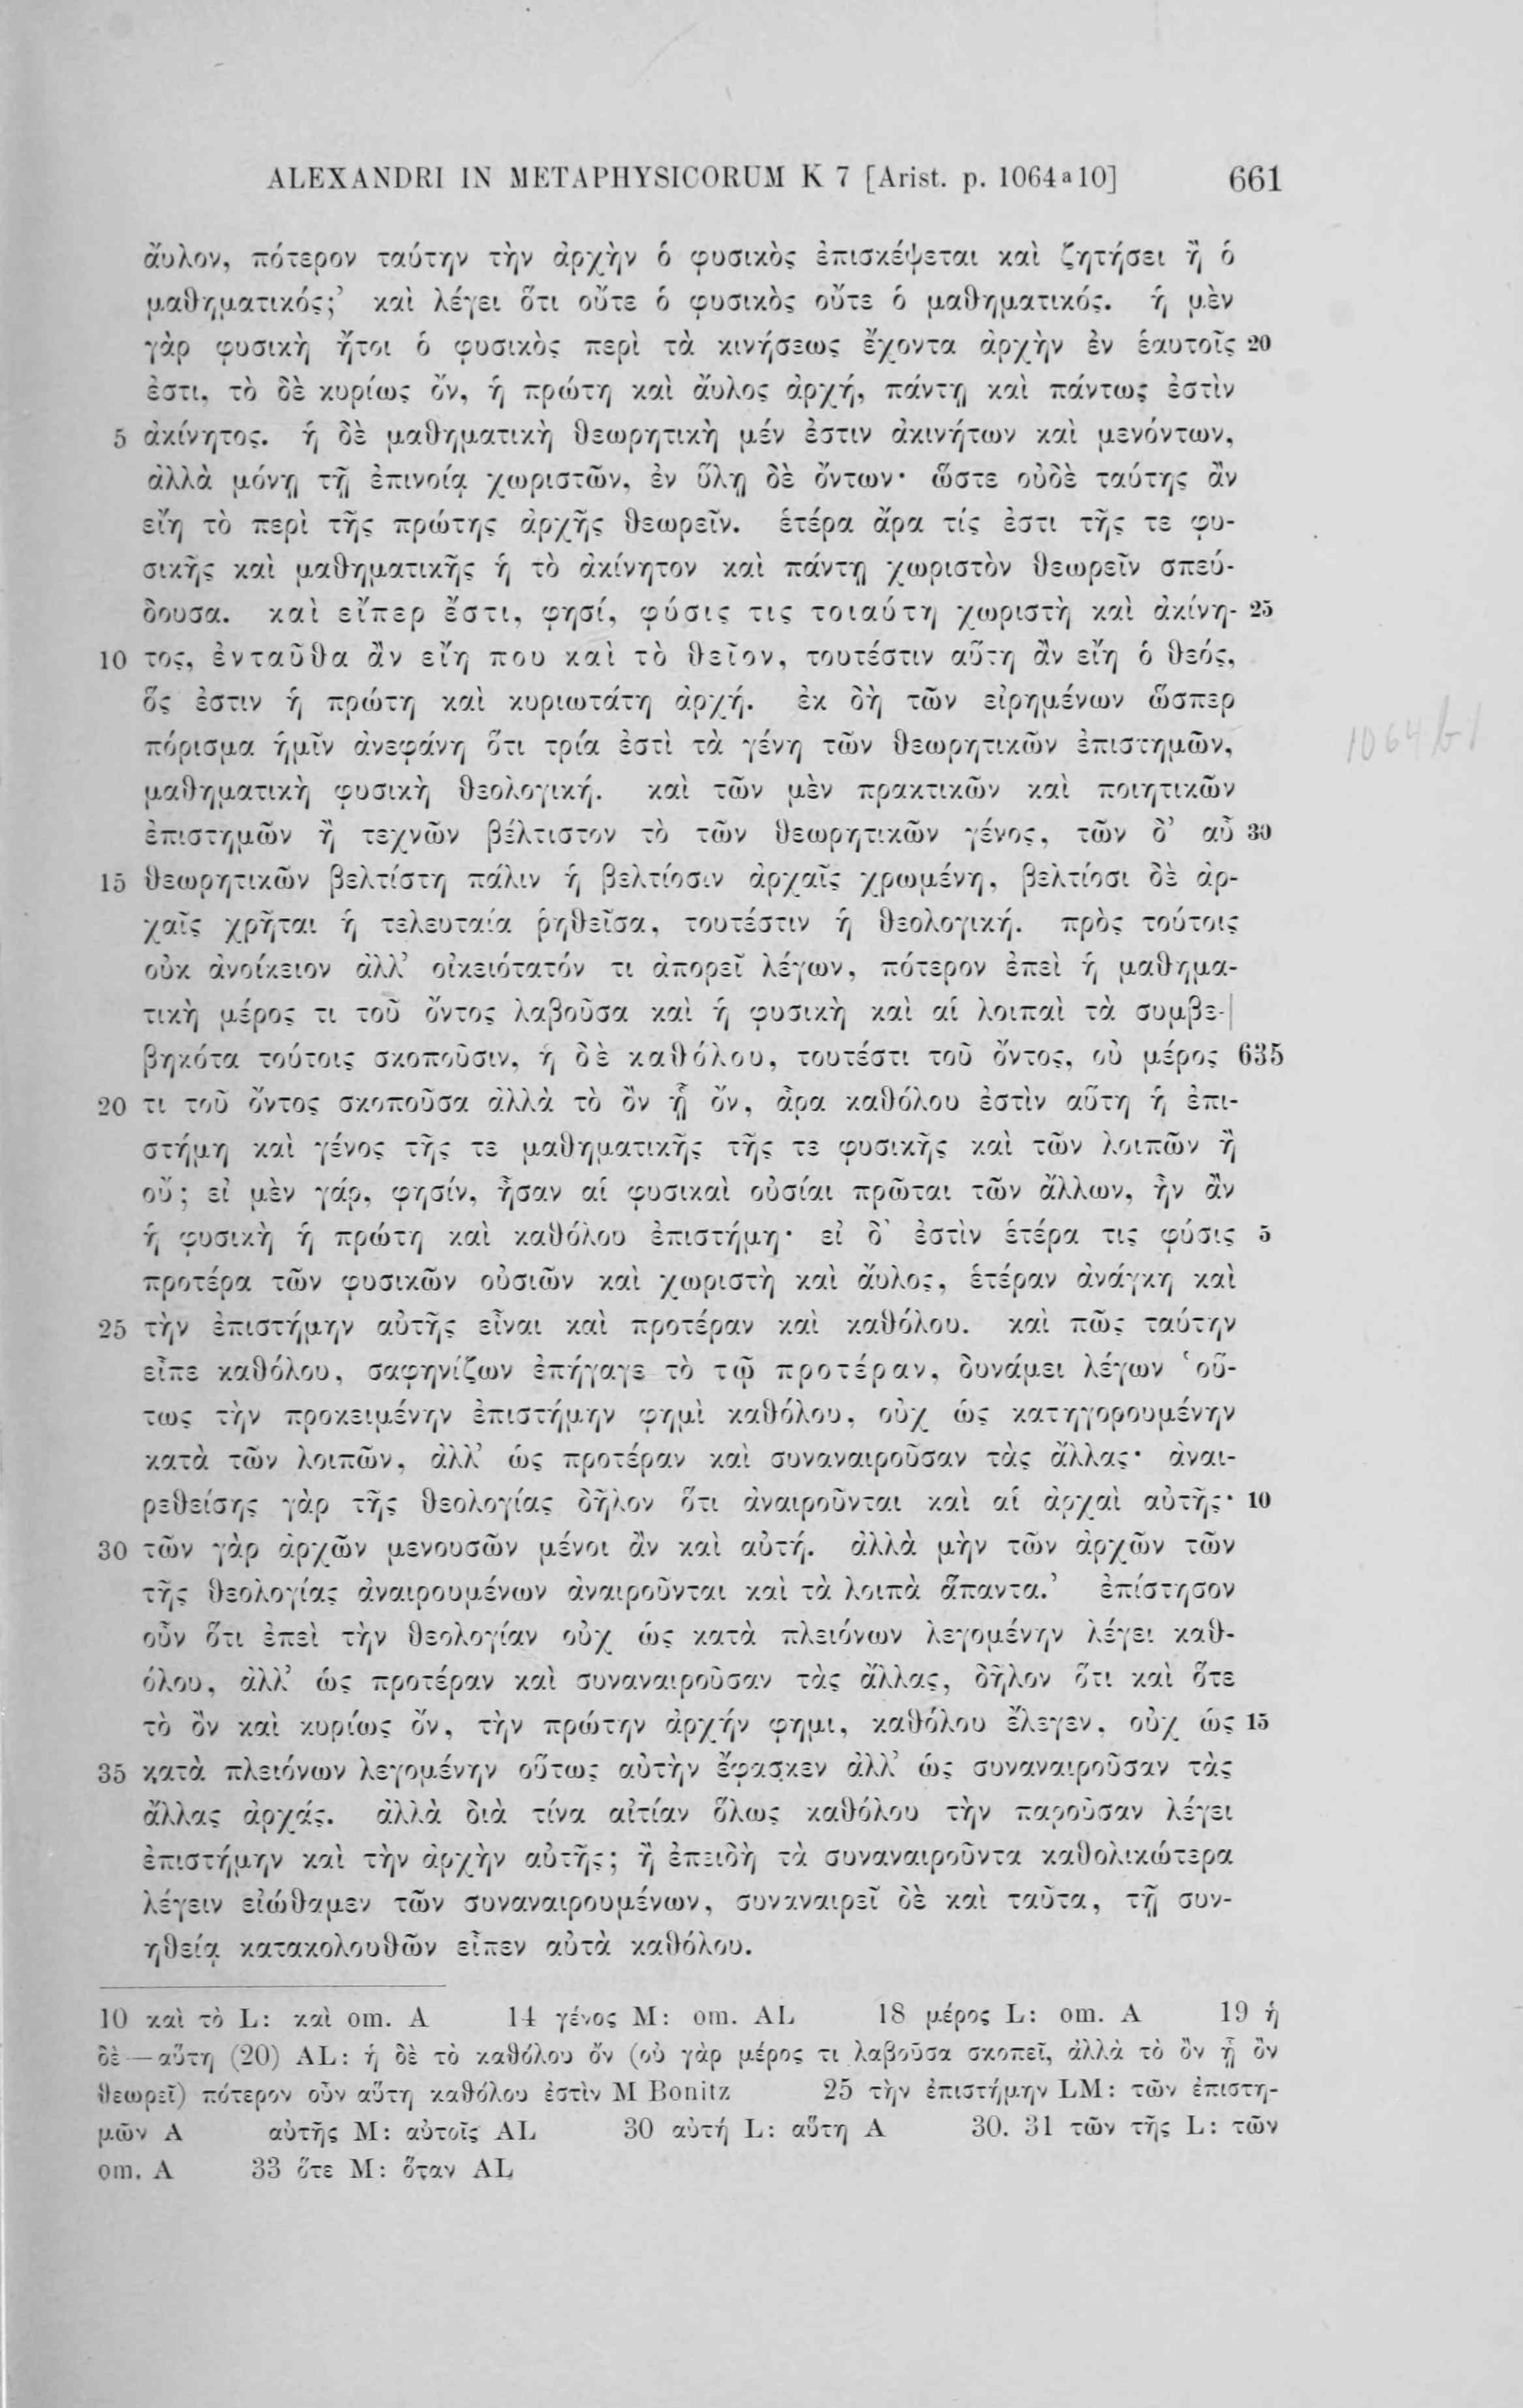 ALEXANDRI IN METAPHYSICORUM K 7 [Arist. p. 1064a10] 661
ἄυλον, πότερον ταύτην τὴν ἀρχὴν ὁ φυσικὸς ἐπισκέψεται καὶ ζητήσει ἢ ὁ
μαθηματικός;’ καὶ λέγει ὅτι οὔτε ὁ φυσικὸς οὔτε ὁ μαθηματικός. ἡ μὲν
γὰρ φυσικὴ ἤτοι ὁ φυσικὸς περὶ τὰ κινήσεως ἔχοντα ἀρχὴν ἐν ἑαυτοῖς 20
ἐστι, τὸ δὲ κυρίως ὄν, ἡ πρώτη καὶ ἄυλος ἀρχή, πάντῃ καὶ πάντως ἐστὶν
5 ἀκίνητος. ἡ δὲ μαθηματικὴ θεωρητικὴ μέν ἐστιν ἀκινήτων καὶ μενόντων,
ἀλλὰ μόνῃ τῇ ἐπινοίᾳ χωριστῶν, ἐν ὕλῃ δὲ ὄντων· ὥστε οὐδὲ ταύτης ἂν
εἴη τὸ περὶ τῆς πρώτης ἀρχῆς θεωρεῖν. ἑτέρα ἄρα τίς ἐστι τῆς τε φυ-
σικῆς καὶ μαθηματικῆς ἡ τὸ ἀκίνητον καὶ πάντῃ χωριστὸν θεωρεῖν σπεύ-
δουσα. καὶ εἴπερ ἔστι, φησί, φύσις τις τοιαύτη χωριστὴ καὶ ἀκίνη- 25
10 τος, ἐνταῦθα ἂν εἴη που καὶ τὸ θεῖον, τουτέστιν αὕτη ἂν εἴη ὁ θεός,
ὅς ἐστιν ἡ πρώτη καὶ κυριωτάτη ἀρχή. ἐκ δὴ τῶν εἰρημένων ὥσπερ
πόρισμα ἡμῖν ἀνεφάνη ὅτι τρία ἐστὶ τὰ γένη τῶν θεωρητικῶν ἐπιστημῶν,
1064b1
μαθηματικὴ φυσικὴ θεολογική. καὶ τῶν μὲν πρακτικῶν καὶ ποιητικῶν
ἐπιστημῶν ἢ τεχνῶν βέλτιστον τὸ τῶν θεωρητικῶν γένος, τῶν δ’ αὖ 30
15 θεωρητικῶν βελτίστη πάλιν ἡ βελτίοσιν ἀρχαῖς χρωμένη, βελτίοσι δὲ ἀρ-
χαῖς χρῆται ἡ τελευταία ῥηθεῖσα, τουτέστιν ἡ θεολογική. πρὸς τούτοις
οὐκ ἀνοίκειον ἀλλ’ οἰκειότατόν τι ἀπορεῖ λέγων, πότερον ἐπεὶ ἡ μαθημα-
τικὴ μέρος τι τοῦ ὄντος λαβοῦσα καὶ ἡ φυσικὴ καὶ αἱ λοιπαὶ τὰ συμβε-|
βηκότα τούτοις σκοποῦσιν, ἡ δὲ καθόλου, τουτέστι τοῦ ὄντος, οὐ μέρος 635
20 τι τοῦ ὄντος σκοποῦσα ἀλλὰ τὸ ὂν ᾗ ὄν, ἆρα καθόλου ἐστὶν αὕτη ἡ ἐπι-
στήμη καὶ γένος τῆς τε μαθηματικῆς τῆς τε φυσικῆς καὶ τῶν λοιπῶν ἢ
οὔ; εἰ μὲν γάρ, φησίν, ἦσαν αἱ φυσικαὶ οὐσίαι πρῶται τῶν ἄλλων, ἦν ἂν
ἡ φυσικὴ ἡ πρώτη καὶ καθόλου ἐπιστήμη· εἰ δ’ ἐστὶν ἑτέρα τις φύσις 5
προτέρα τῶν φυσικῶν οὐσιῶν καὶ χωριστὴ καὶ ἄυλος, ἑτέραν ἀνάγκη καὶ
25 τὴν ἐπιστήμην αὐτῆς εἶναι καὶ προτέραν καὶ καθόλου. καὶ πῶς ταύτην
εἶπε καθόλου, σαφηνίζων ἐπήγαγε τὸ τῷ προτέραν, δυνάμει λέγων ‘οὕ-
τως τὴν προκειμένην ἐπιστήμην φημὶ καθόλου, οὐχ ὡς κατηγορουμένην
κατὰ τῶν λοιπῶν, ἀλλ’ ὡς προτέραν καὶ συναναιροῦσαν τὰς ἄλλας· ἀναι-
ρεθείσης γὰρ τῆς θεολογίας δῆλον ὅτι ἀναιροῦνται καὶ αἱ ἀρχαὶ αὐτῆς· 10
30 τῶν γὰρ ἀρχῶν μενουσῶν μένοι ἂν καὶ αὐτή. ἀλλὰ μὴν τῶν ἀρχῶν τῶν
τῆς θεολογίας ἀναιρουμένων ἀναιροῦνται καὶ τὰ λοιπὰ ἅπαντα.’ ἐπίστησον
οὖν ὅτι ἐπεὶ τὴν θεολογίαν οὐχ ὡς κατὰ πλειόνων λεγομένην λέγει καθ-
όλου, ἀλλ’ ὡς προτέραν καὶ συναναιροῦσαν τὰς ἄλλας, δῆλον ὅτι καὶ ὅτε
τὸ ὂν καὶ κυρίως ὄν, τὴν πρώτην ἀρχήν φημι, καθόλου ἔλεγεν, οὐχ ὡς 15
35 κατὰ πλειόνων λεγομένην οὕτως αὐτὴν ἔφασκεν ἀλλ’ ὡς συναναιροῦσαν τὰς
ἄλλας ἀρχάς. ἀλλὰ διὰ τίνα αἰτίαν ὅλως καθόλου τὴν παροῦσαν λέγει
ἐπιστήμην καὶ τὴν ἀρχὴν αὐτῆς; ἢ ἐπειδὴ τὰ συναναιροῦντα καθολικώτερα
λέγειν εἰώθαμεν τῶν συναναιρουμένων, συναναιρεῖ δὲ καὶ ταῦτα, τῇ συν-
ηθείᾳ κατακολουθῶν εἶπεν αὐτὰ καθόλου.
10 καὶ τὸ L: καὶ om. A 14 γένος M: om. AL 18 μέρος L: om. A 19 ἡ
δὲ — αὕτη (20) AL: ἡ δὲ τὸ καθόλου ὄν (οὐ γὰρ μέρος τι λαβοῦσα σκοπεῖ, ἀλλὰ τὸ ὂν ᾗ ὂν
θεωρεῖ) πότερον οὖν αὕτη καθόλου ἐστὶν M Bonitz 25 τὴν ἐπιστήμην LM: τῶν ἐπιστη-
μῶν A αὐτῆς M: αὐτοῖς AL 30 αὐτή L: αὕτη A 30. 31 τῶν τῆς L: τῶν
om. A 33 ὅτε M: ὅταν AL